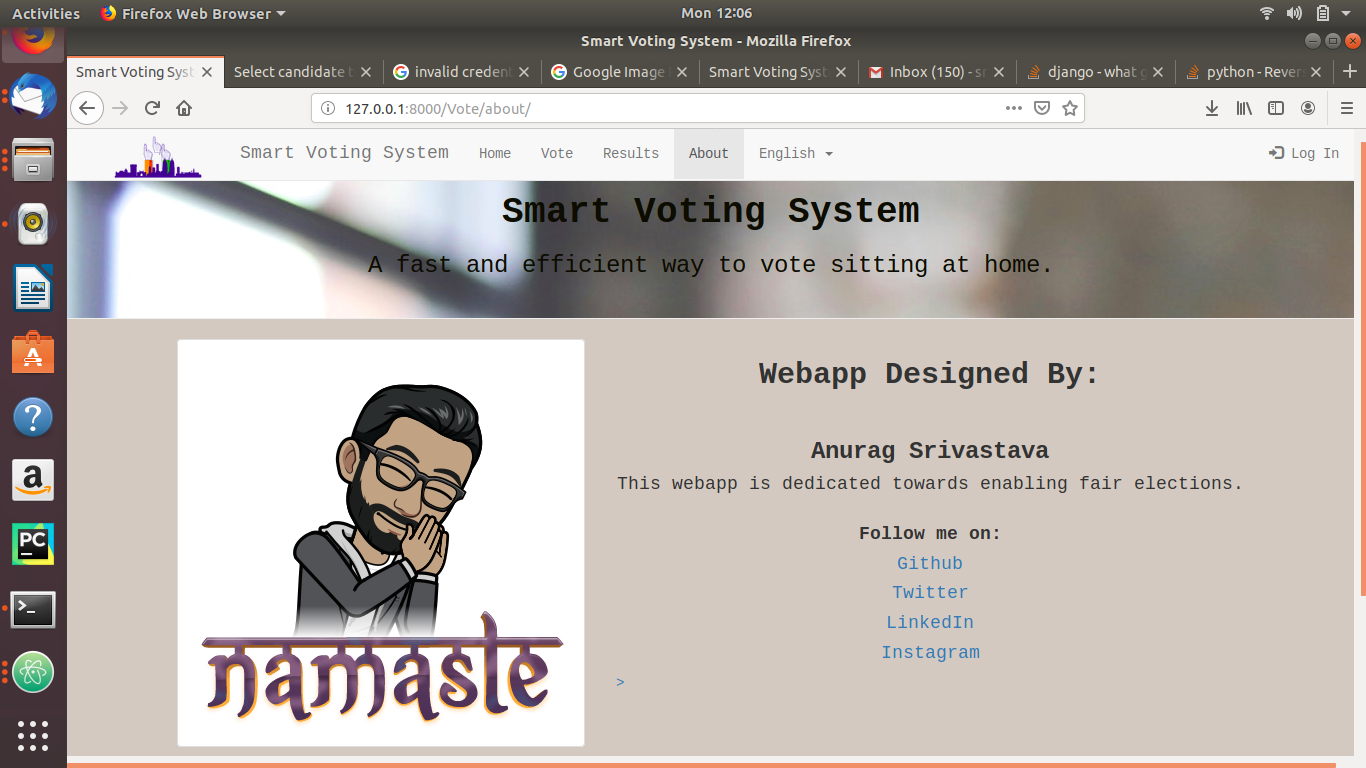 Activities
Firefox Web Browser
Mon 12:06
Smart Voting System - Mozilla Firefox
Smart Voting Syst
Select candidate t
invalid credent
Google Image
Smart Voting Syst
Inbox (150) - sr
django - what g
python - Rever
127.0.0.1:8000/Vote/about/
Smart Voting System
Home
Vote
Results
About
English
Log In
Smart Voting System
A fast and efficient way to vote sitting at home.
Webapp Designed By:
Anurag Srivastava
This webapp is dedicated towards enabling fair elections.
Follow me on:
Github
Twitter
LinkedIn
Instagram
>
namaste